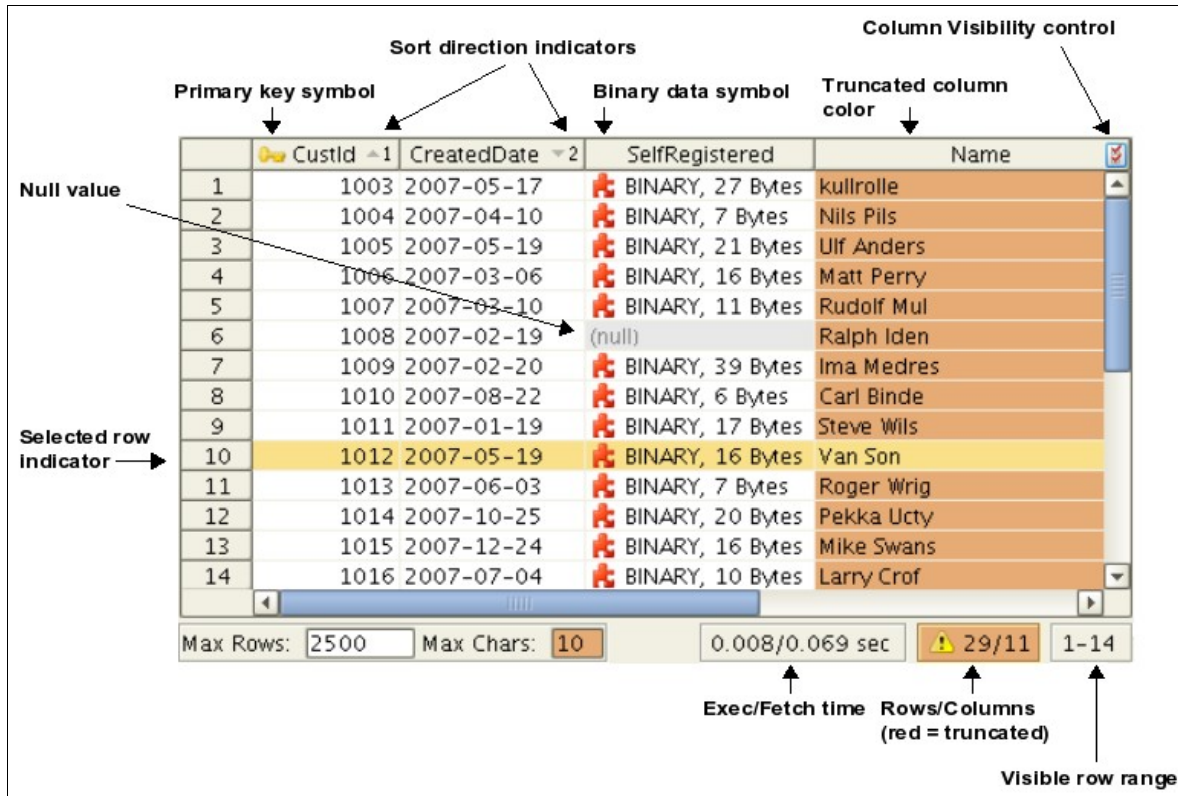 Column Visibility control
Sort direction indicators
Primary key symbol
Binary data symbol
Truncated column
color
CustId 1 CreatedDate 2 SelfRegistered Name
Null value
1 1003 2007-05-17 BINARY, 27 Bytes kullrolle
2 1004 2007-04-10 BINARY, 7 Bytes Nils Pils
3 1005 2007-05-19 BINARY, 21 Bytes Ulf Anders
4 1006 2007-03-06 BINARY, 16 Bytes Matt Perry
5 1007 2007-03-10 BINARY, 11 Bytes Rudolf Mul
6 1008 2007-02-19 (null) Ralph Iden
7 1009 2007-02-20 BINARY, 39 Bytes Ima Medres
8 1010 2007-08-22 BINARY, 6 Bytes Carl Binde
9 1011 2007-01-19 BINARY, 17 Bytes Steve Wils
Selected row
indicator
10 1012 2007-05-19 BINARY, 16 Bytes Van Son
11 1013 2007-06-03 BINARY, 7 Bytes Roger Wrig
12 1014 2007-10-25 BINARY, 20 Bytes Pekka Ucty
13 1015 2007-12-24 BINARY, 16 Bytes Mike Swans
14 1016 2007-07-04 BINARY, 10 Bytes Larry Crof
Max Rows: 2500 Max Chars: 10 0.008/0.069 sec 29/11 1-14
Exec/Fetch time
Rows/Columns
(red = truncated)
Visible row range